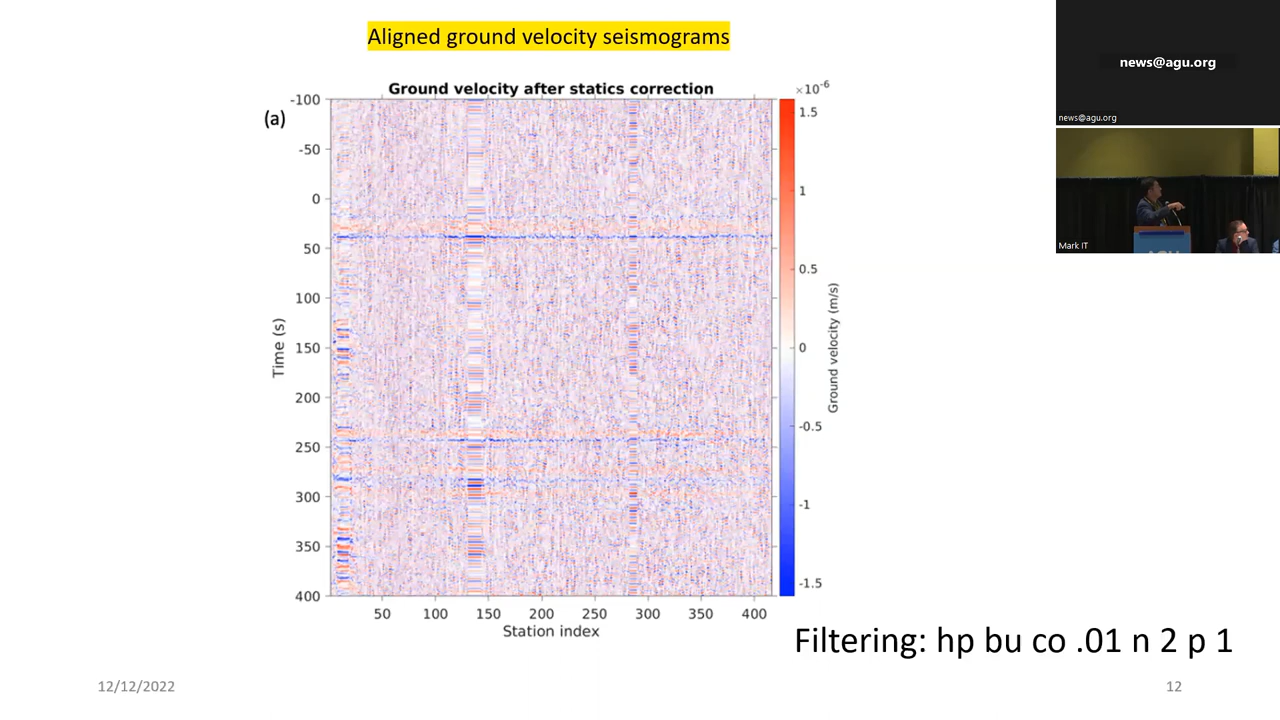 Aligned ground velocity seismograms
Ground velocity after statics correction
×10⁻⁶
(a)
-100
-50
0
50
100
150
200
250
300
350
400
Time (s)
50
100
150
200
250
300
350
400
Station index
1.5
1
0.5
0
-0.5
-1
-1.5
Ground velocity (m/s)
Filtering: hp bu co .01 n 2 p 1
12/12/2022
12
news@agu.org
news@agu.org
Mark IT
AGU